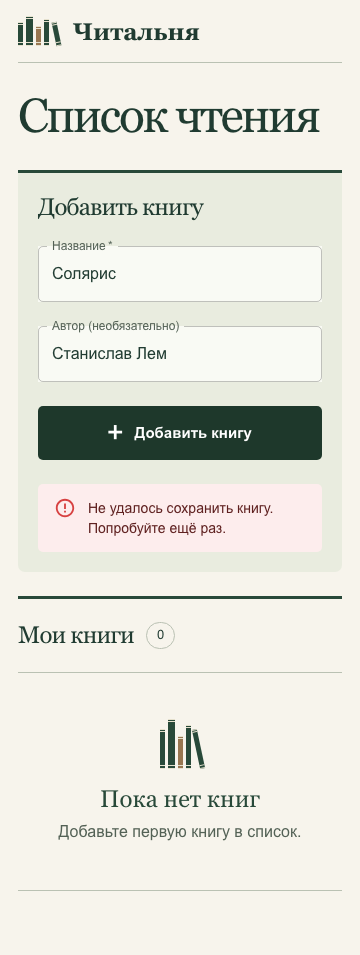 Читальня
Список чтения
Добавить книгу
Название *
Солярис
Автор (необязательно)
Станислав Лем
+ Добавить книгу
Не удалось сохранить книгу.
Попробуйте ещё раз.
Мои книги 0
Пока нет книг
Добавьте первую книгу в список.